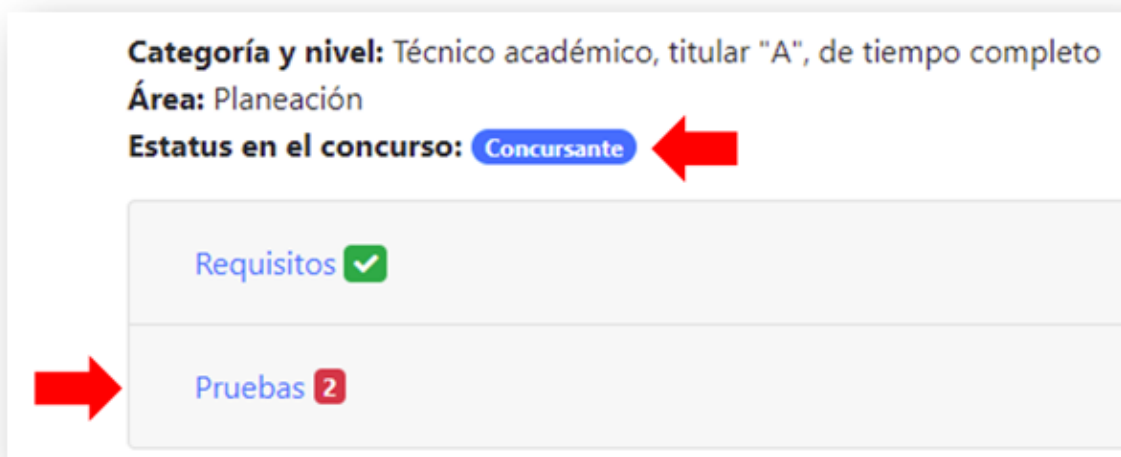 Categoría y nivel: Técnico académico, titular "A", de tiempo completo
Área: Planeación
Estatus en el concurso: Concursante
Requisitos
Pruebas 2